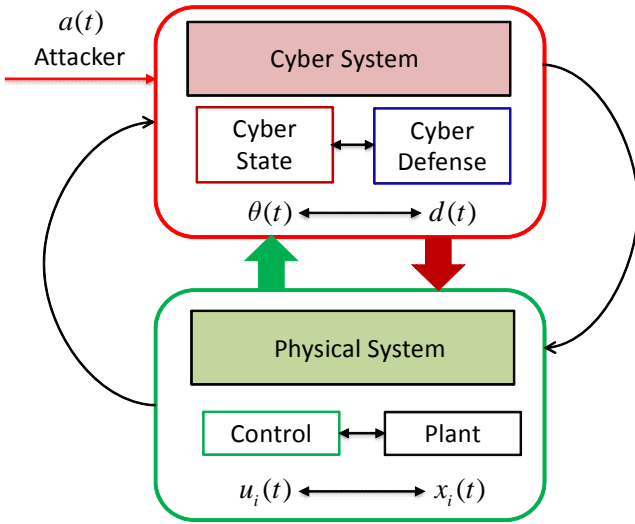 a(t)
Attacker
Cyber System
Cyber
State
Cyber
Defense
θ(t)
d(t)
Physical System
Control
Plant
u_i(t)
x_i(t)